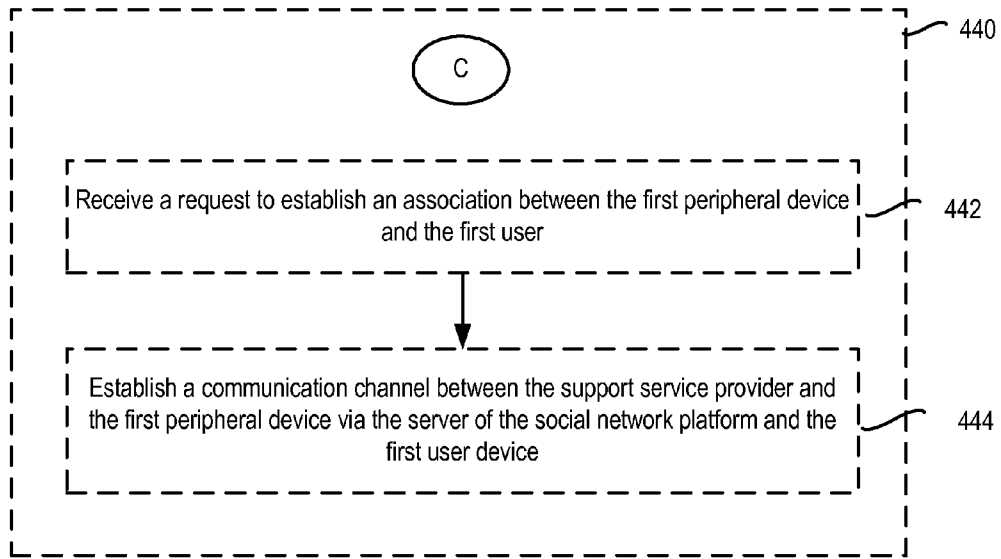 440
C
Receive a request to establish an association between the first peripheral device
and the first user
442
Establish a communication channel between the support service provider and
the first peripheral device via the server of the social network platform and the
first user device
444